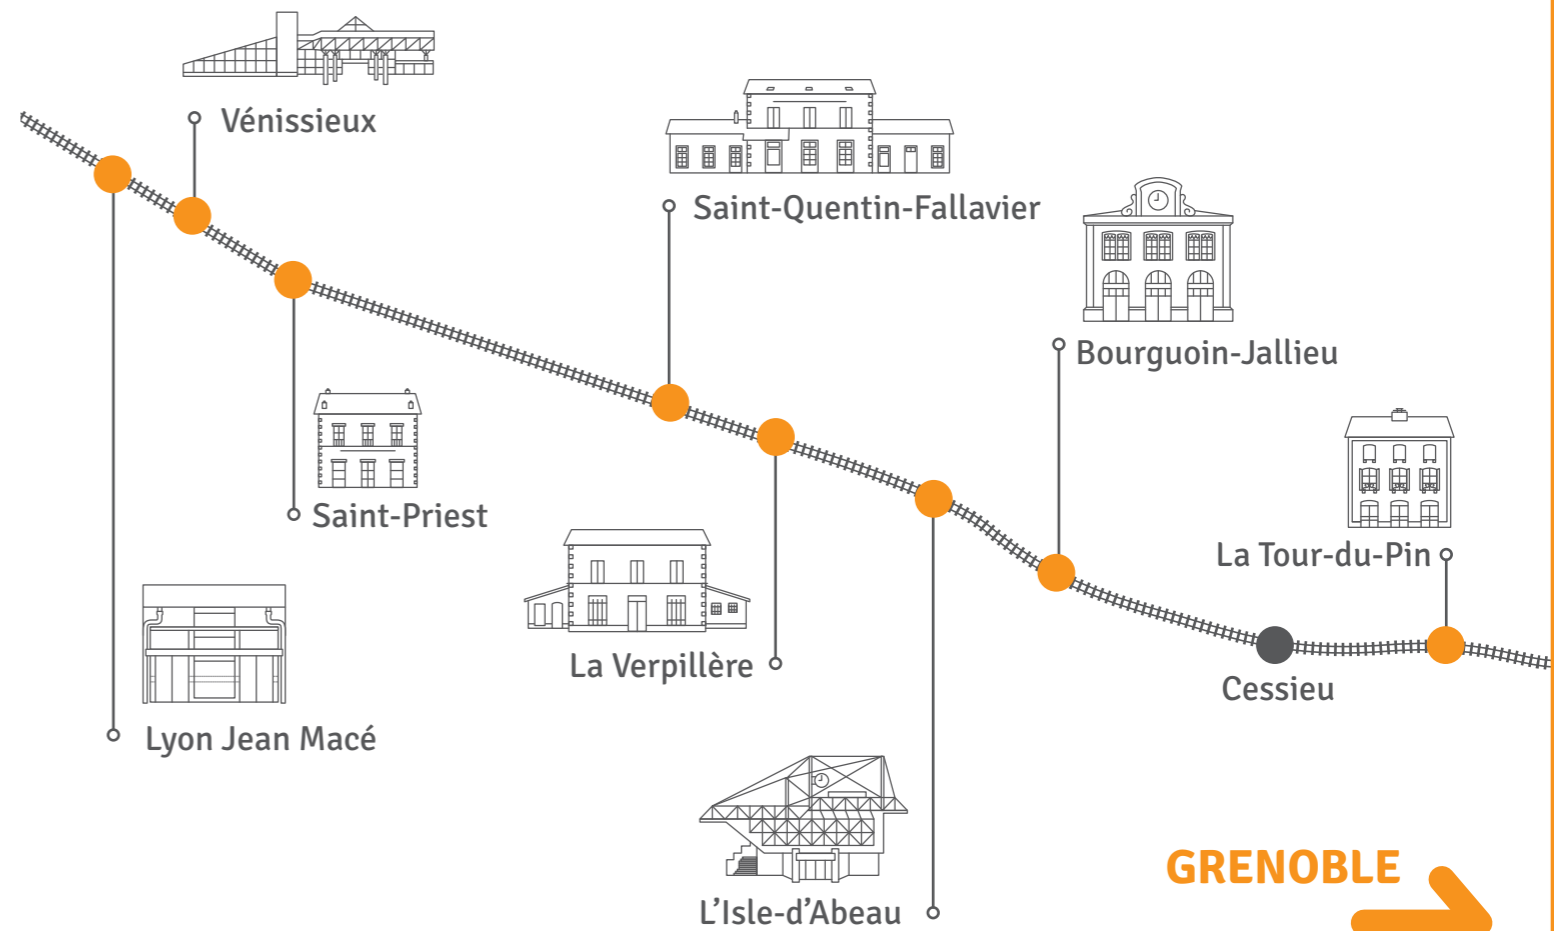 Vénissieux
Saint-Quentin-Fallavier
Bourguoin-Jallieu
Saint-Priest
La Tour-du-Pin
La Verpillère
Cessieu
Lyon Jean Macé
GRENOBLE
L’Isle-d’Abeau